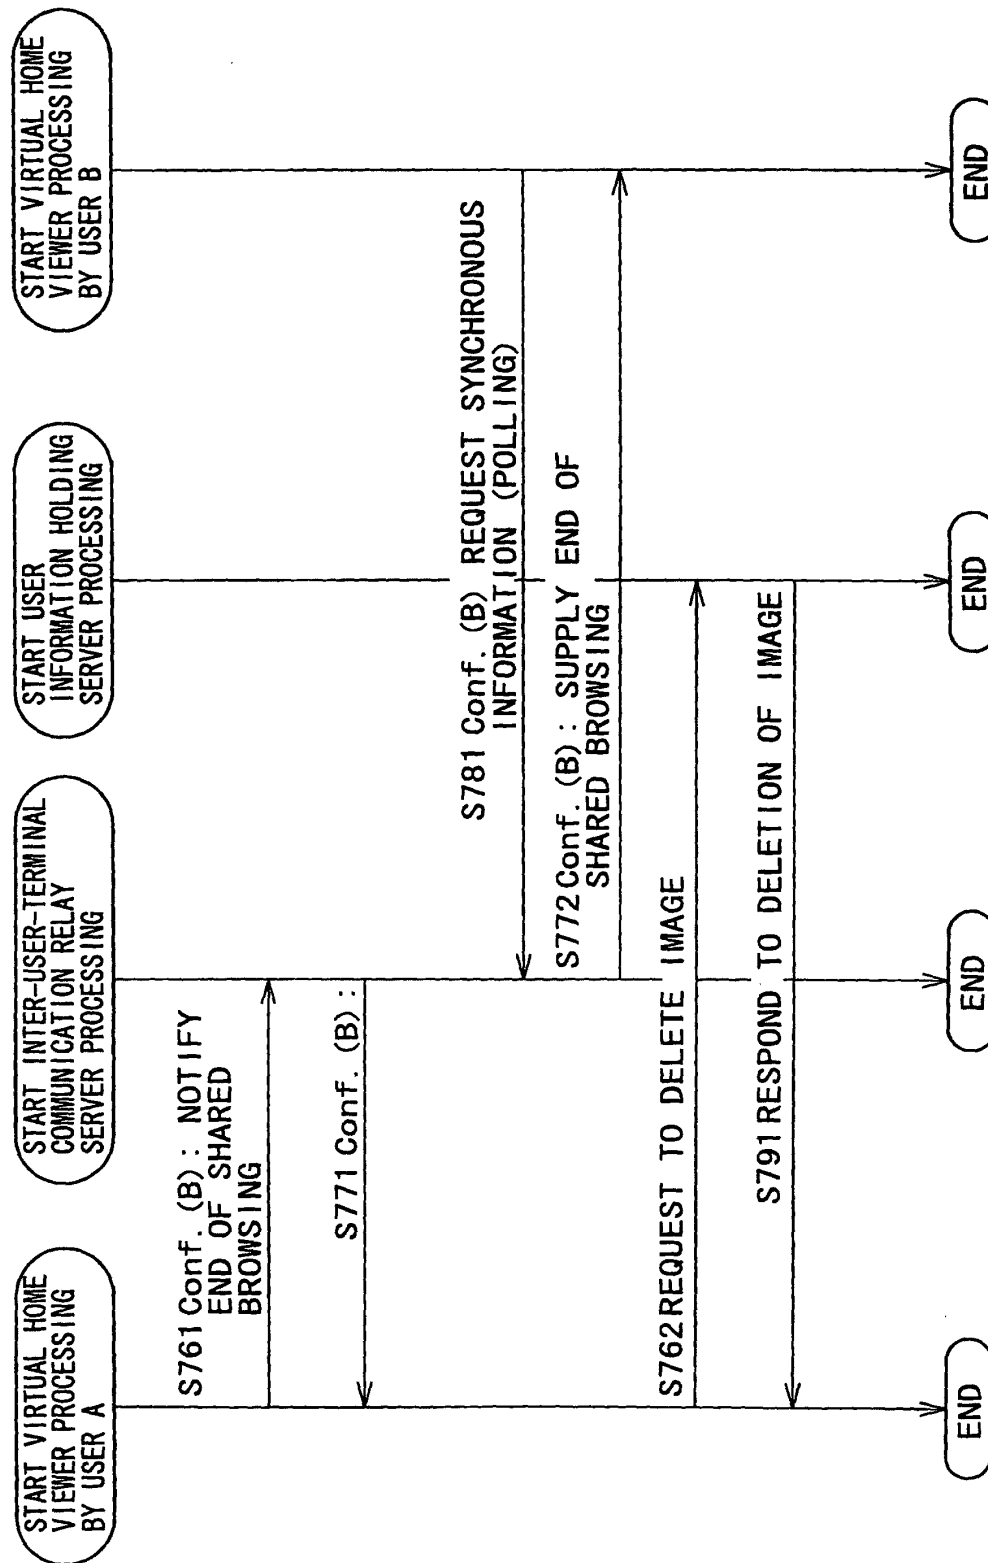 START VIRTUAL HOME
VIEWER PROCESSING
BY USER A
START INTER-USER-TERMINAL
COMMUNICATION RELAY
SERVER PROCESSING
START USER
INFORMATION HOLDING
SERVER PROCESSING
START VIRTUAL HOME
VIEWER PROCESSING
BY USER B
S761 Conf. (B) : NOTIFY
END OF SHARED
BROWSING
S771 Conf. (B) :
S781 Conf. (B) REQUEST SYNCHRONOUS
INFORMATION (POLLING)
S772 Conf. (B) : SUPPLY END OF
SHARED BROWSING
S762 REQUEST TO DELETE IMAGE
S791 RESPOND TO DELETION OF IMAGE
END
END
END
END